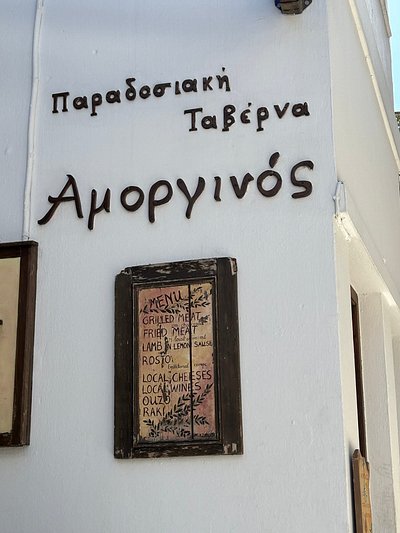 Παραδοσιακή
Ταβέρνα
Αμοργινός
MENU
GRILLED MEAT
FRIED MEAT
LAMB IN LEMON SAUSE
ROSTO
LOCAL CHEESES
LOCAL WINES
OUZO
RAKI